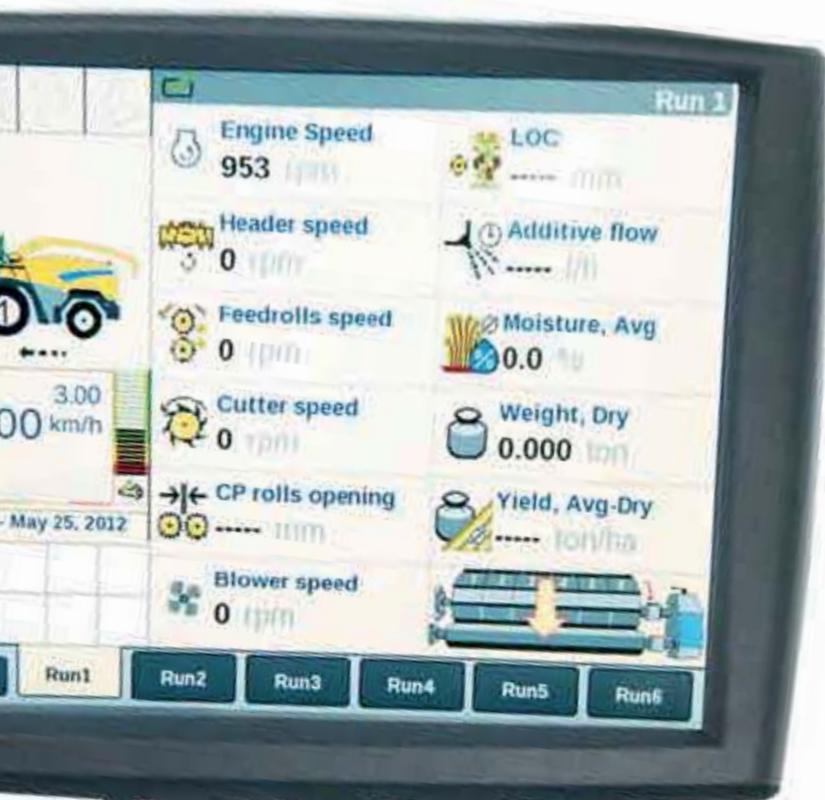 Run 1
Engine Speed
953 rpm
LOC
---- mm
Header speed
0 rpm
Additive flow
-----
Feedrolls speed
0 rpm
Moisture, Avg
0.0 %
Cutter speed
0 rpm
Weight, Dry
0.000 ton
CP rolls opening
----- mm
Yield, Avg-Dry
----- ton/ha
Blower speed
0 rpm
1
3.00
00 km/h
- May 25, 2012
Run1
Run2
Run3
Run4
Run5
Run6